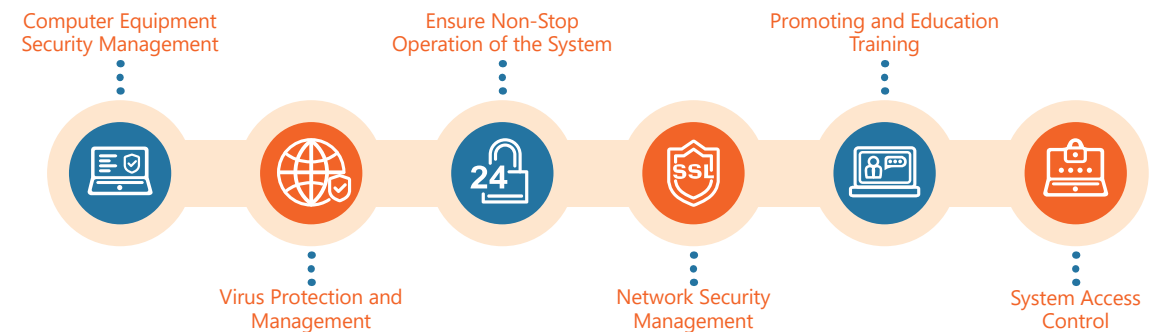 Computer Equipment
Security Management
Ensure Non-Stop
Operation of the System
Promoting and Education
Training
24
SSL
Virus Protection and
Management
Network Security
Management
System Access
Control